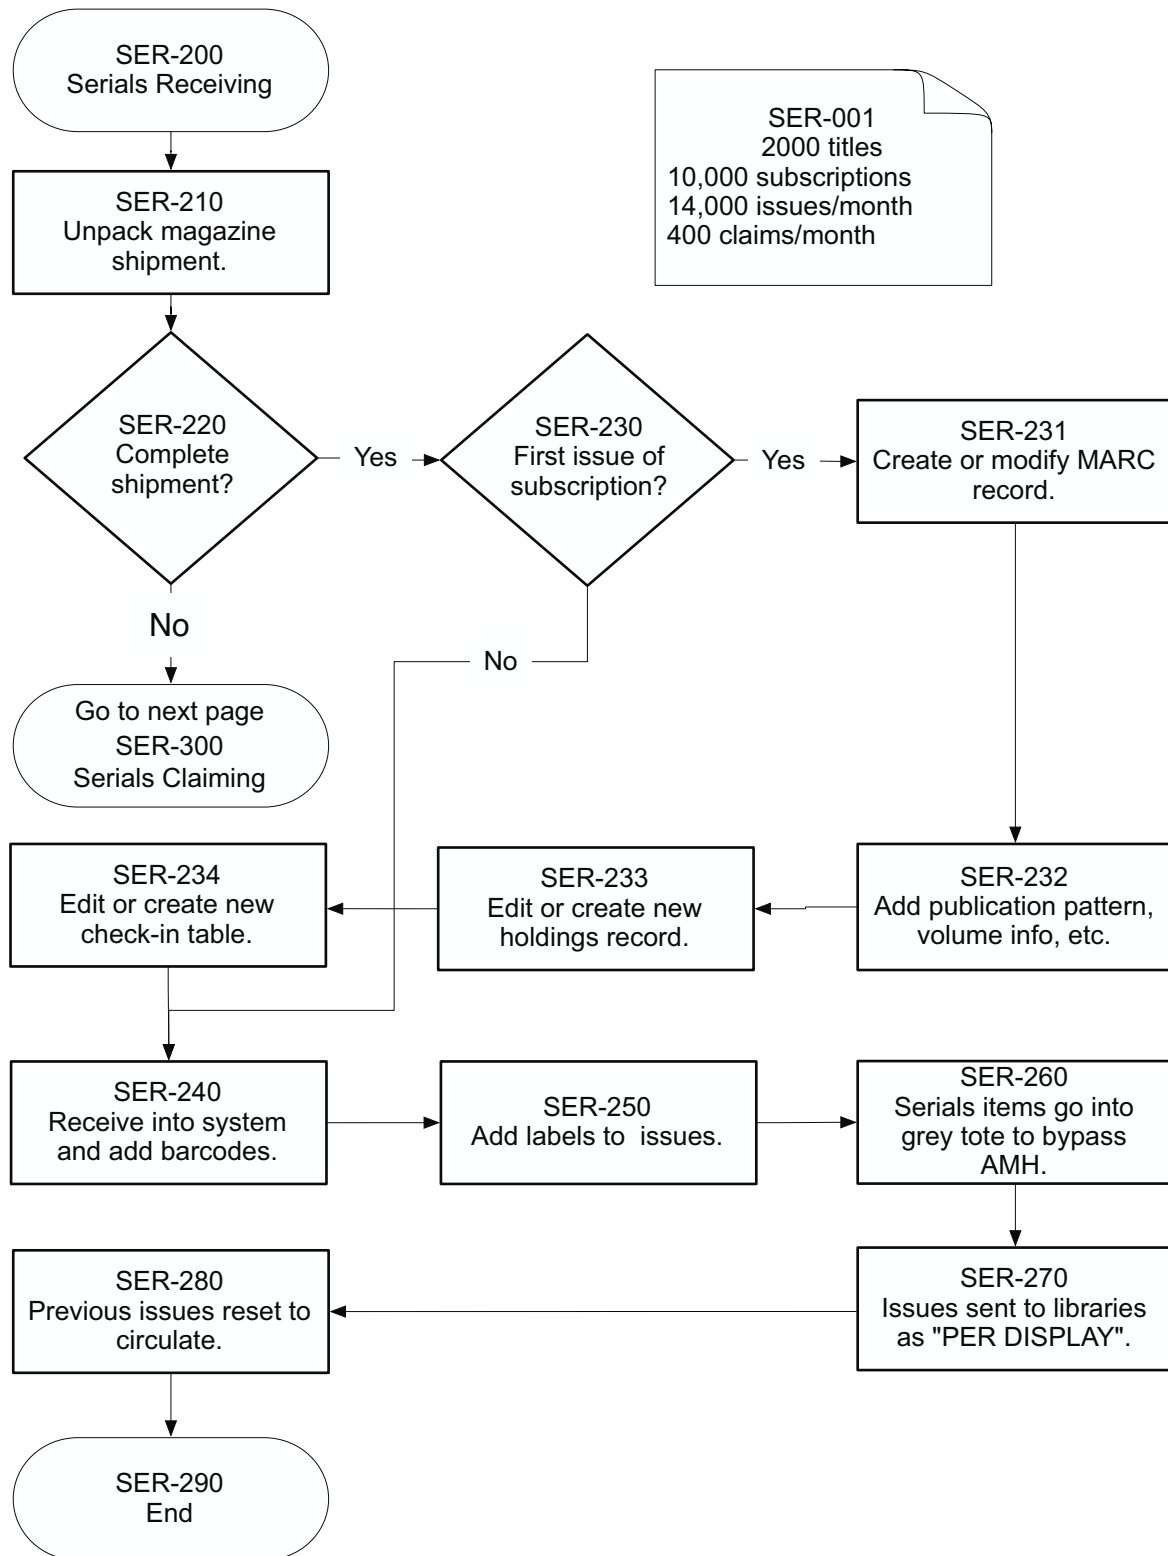 SER-200
Serials Receiving
SER-001
2000 titles
10,000 subscriptions
14,000 issues/month
400 claims/month
SER-210
Unpack magazine
shipment.
SER-220
Complete
shipment?
Yes
SER-230
First issue of
subscription?
Yes
SER-231
Create or modify MARC
record.
No
No
Go to next page
SER-300
Serials Claiming
SER-234
Edit or create new
check-in table.
SER-233
Edit or create new
holdings record.
SER-232
Add publication pattern,
volume info, etc.
SER-240
Receive into system
and add barcodes.
SER-250
Add labels to issues.
SER-260
Serials items go into
grey tote to bypass
AMH.
SER-280
Previous issues reset to
circulate.
SER-270
Issues sent to libraries
as "PER DISPLAY".
SER-290
End